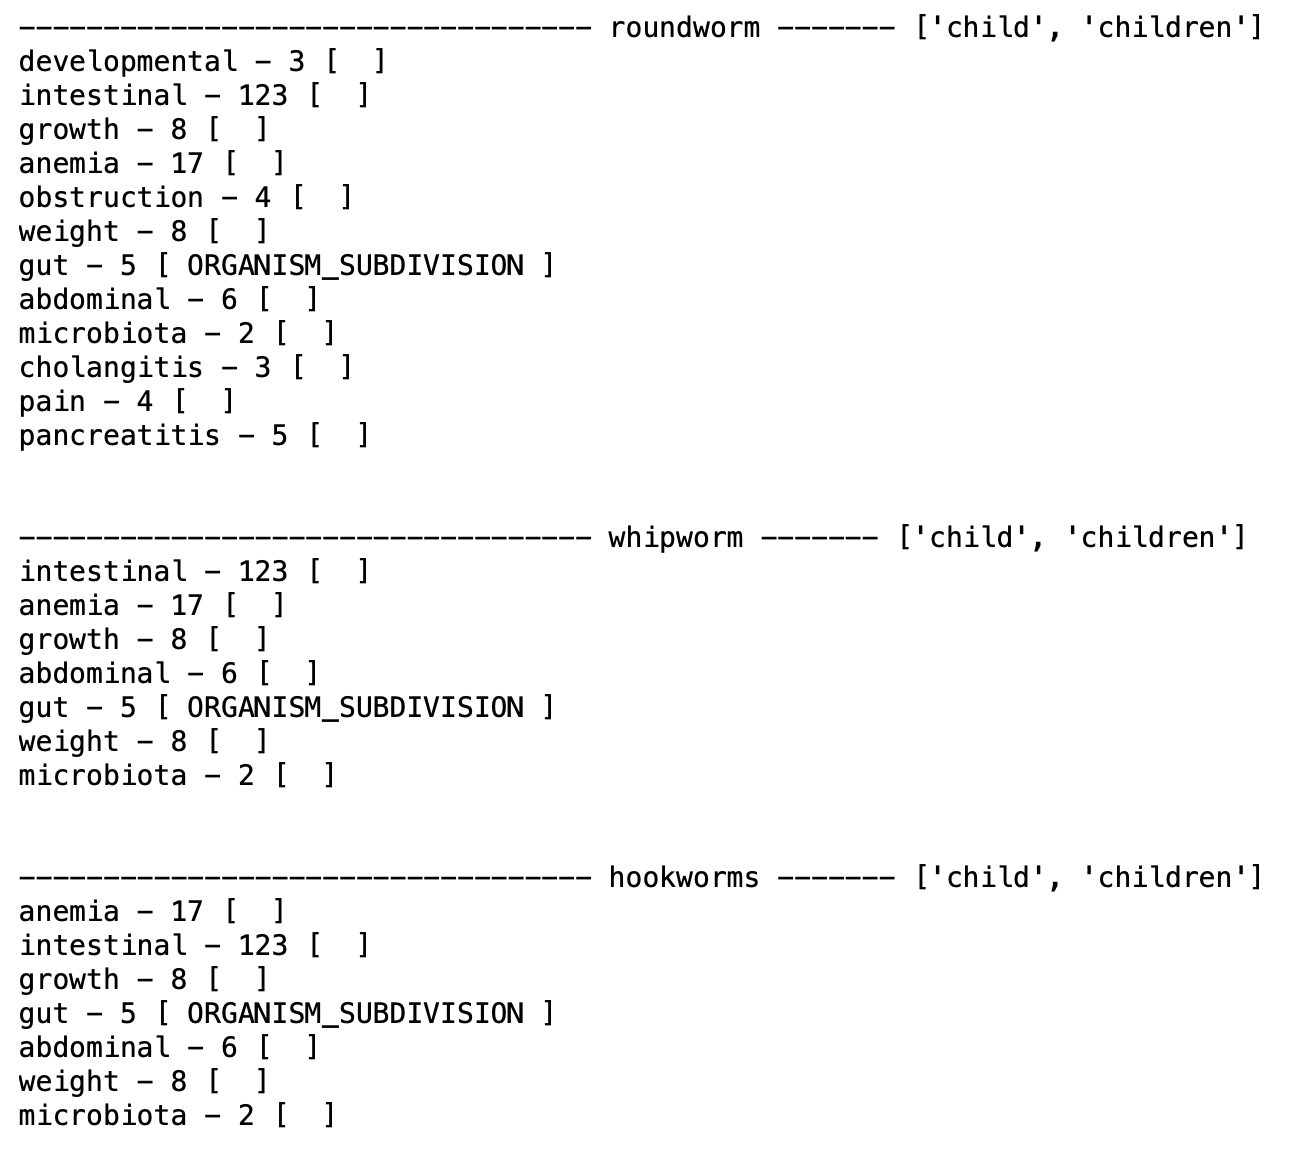 ---------------------------------- roundworm ------- ['child', 'children']
developmental - 3 [  ]
intestinal - 123 [  ]
growth - 8 [  ]
anemia - 17 [  ]
obstruction - 4 [  ]
weight - 8 [  ]
gut - 5 [ ORGANISM_SUBDIVISION ]
abdominal - 6 [  ]
microbiota - 2 [  ]
cholangitis - 3 [  ]
pain - 4 [  ]
pancreatitis - 5 [  ]
---------------------------------- whipworm ------- ['child', 'children']
intestinal - 123 [  ]
anemia - 17 [  ]
growth - 8 [  ]
abdominal - 6 [  ]
gut - 5 [ ORGANISM_SUBDIVISION ]
weight - 8 [  ]
microbiota - 2 [  ]
---------------------------------- hookworms ------- ['child', 'children']
anemia - 17 [  ]
intestinal - 123 [  ]
growth - 8 [  ]
gut - 5 [ ORGANISM_SUBDIVISION ]
abdominal - 6 [  ]
weight - 8 [  ]
microbiota - 2 [  ]